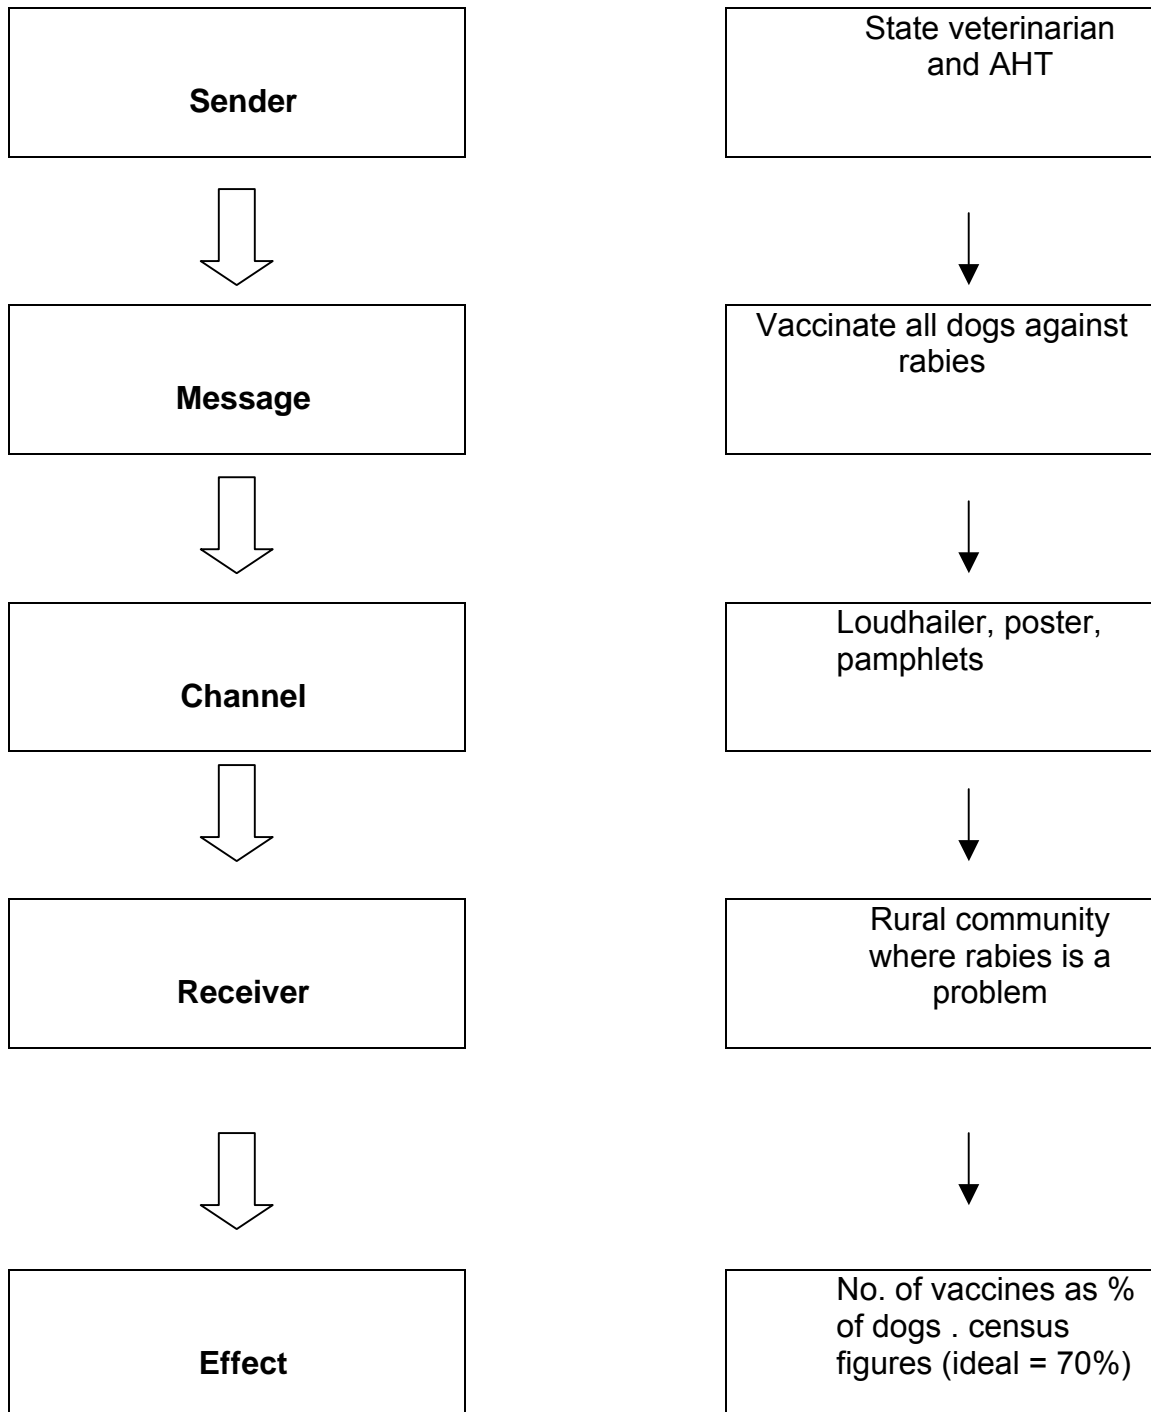 Sender
State veterinarian
and AHT
Message
Vaccinate all dogs against
rabies
Channel
Loudhailer, poster,
pamphlets
Receiver
Rural community
where rabies is a
problem
Effect
No. of vaccines as %
of dogs . census
figures (ideal = 70%)